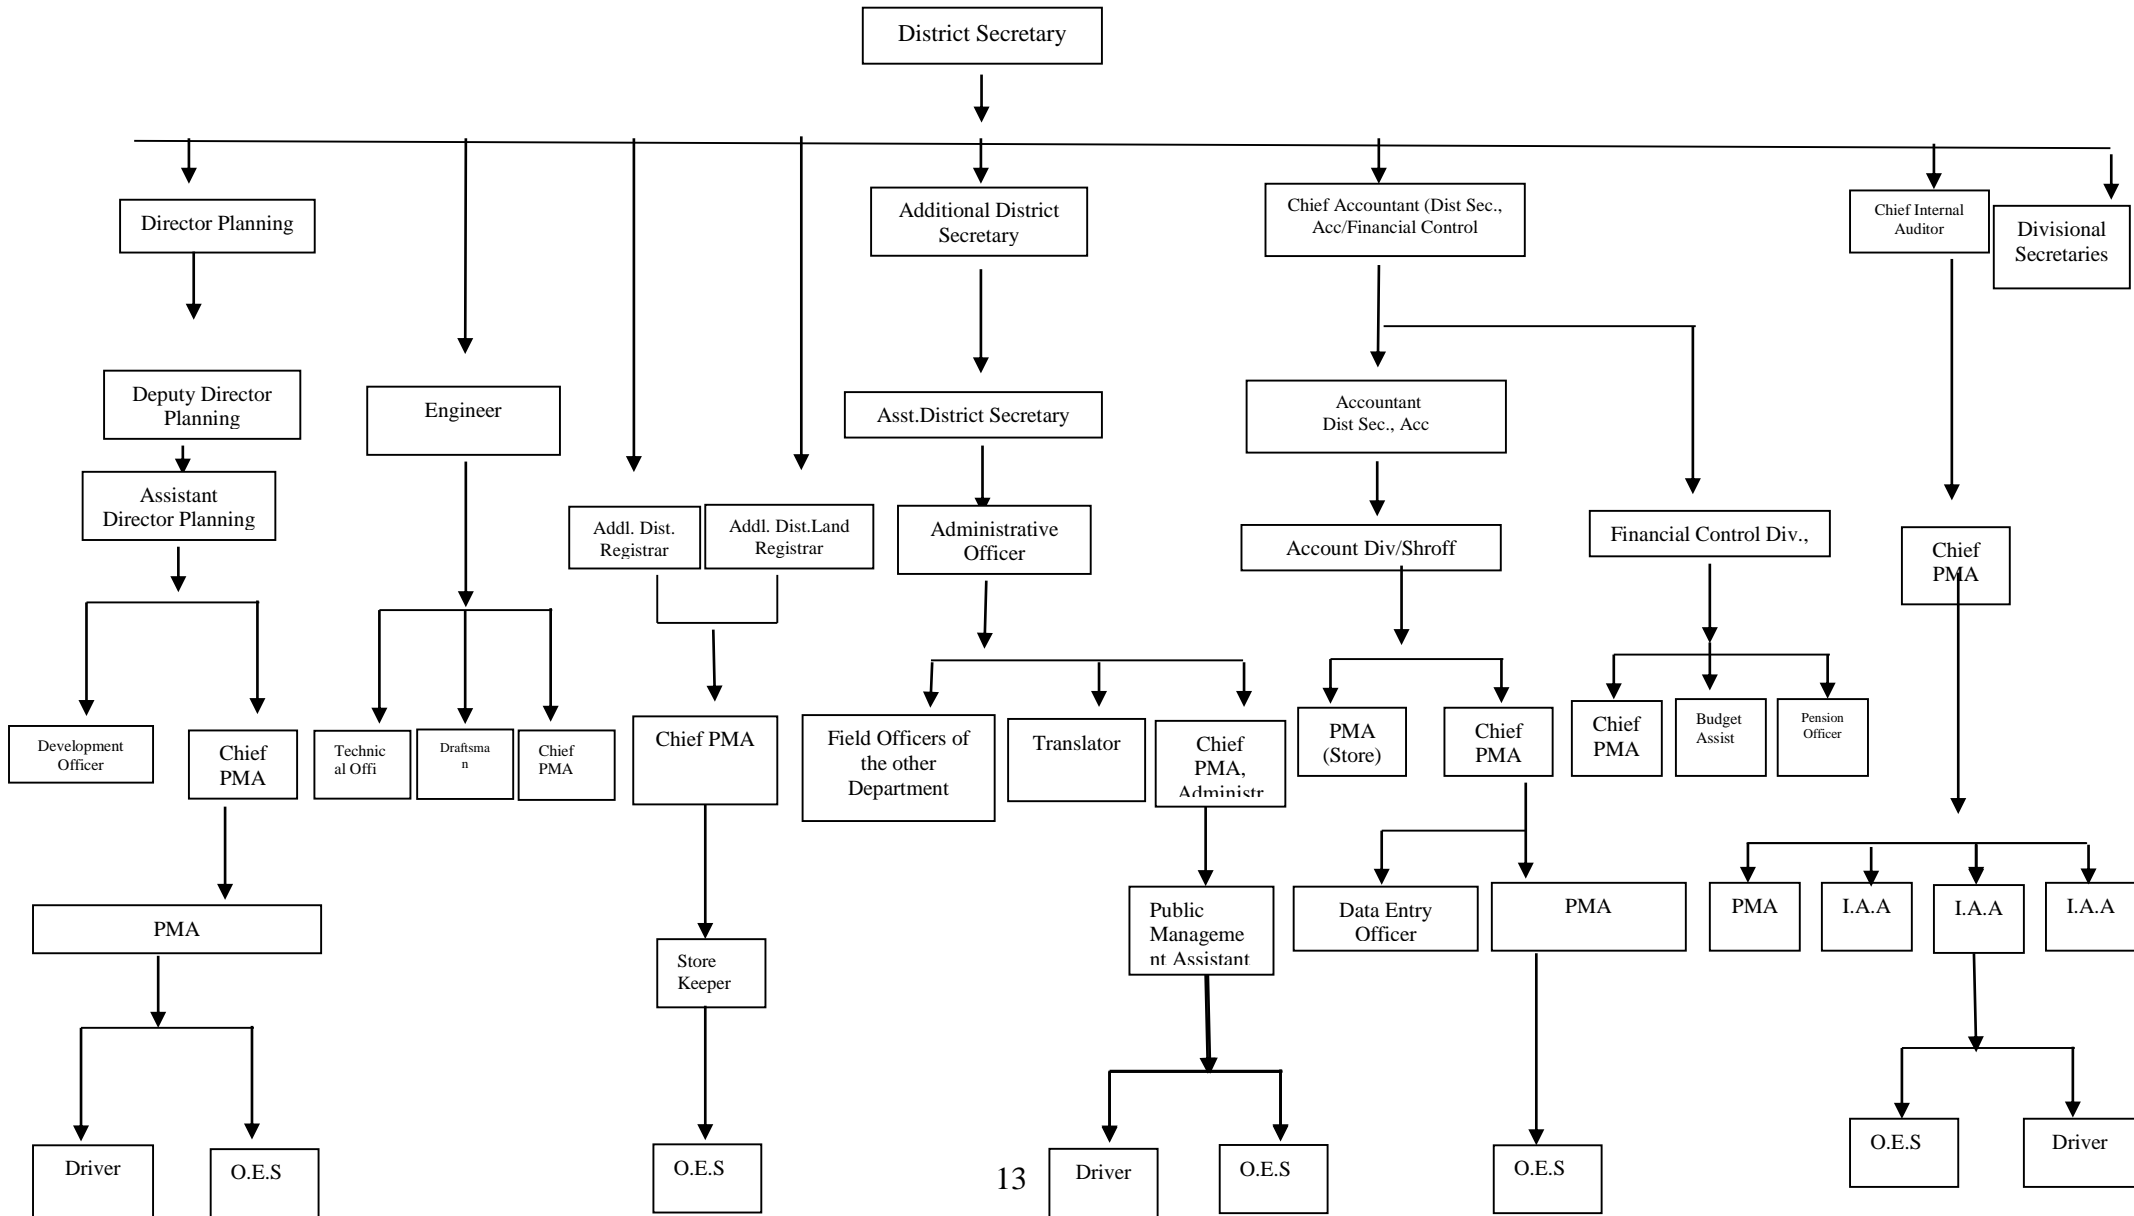 District Secretary
Director Planning
Additional District
Secretary
Chief Accountant (Dist Sec.,
Acc/Financial Control
Chief Internal
Auditor
Divisional
Secretaries
Deputy Director
Planning
Engineer
Asst.District Secretary
Accountant
Dist Sec., Acc
Assistant
Director Planning
Addl. Dist.
Registrar
Addl. Dist.Land
Registrar
Administrative
Officer
Account Div/Shroff
Financial Control Div.,
Chief
PMA
Development
Officer
Chief
PMA
Technic
al Offi
Draftsma
n
Chief
PMA
Chief PMA
Field Officers of
the other
Department
Translator
Chief
PMA,
Administr
PMA
(Store)
Chief
PMA
Chief
PMA
Budget
Assist
Pension
Officer
PMA
Store
Keeper
Public
Manageme
nt Assistant
Data Entry
Officer
PMA
PMA
I.A.A
I.A.A
I.A.A
Driver
O.E.S
O.E.S
13
Driver
O.E.S
O.E.S
O.E.S
Driver